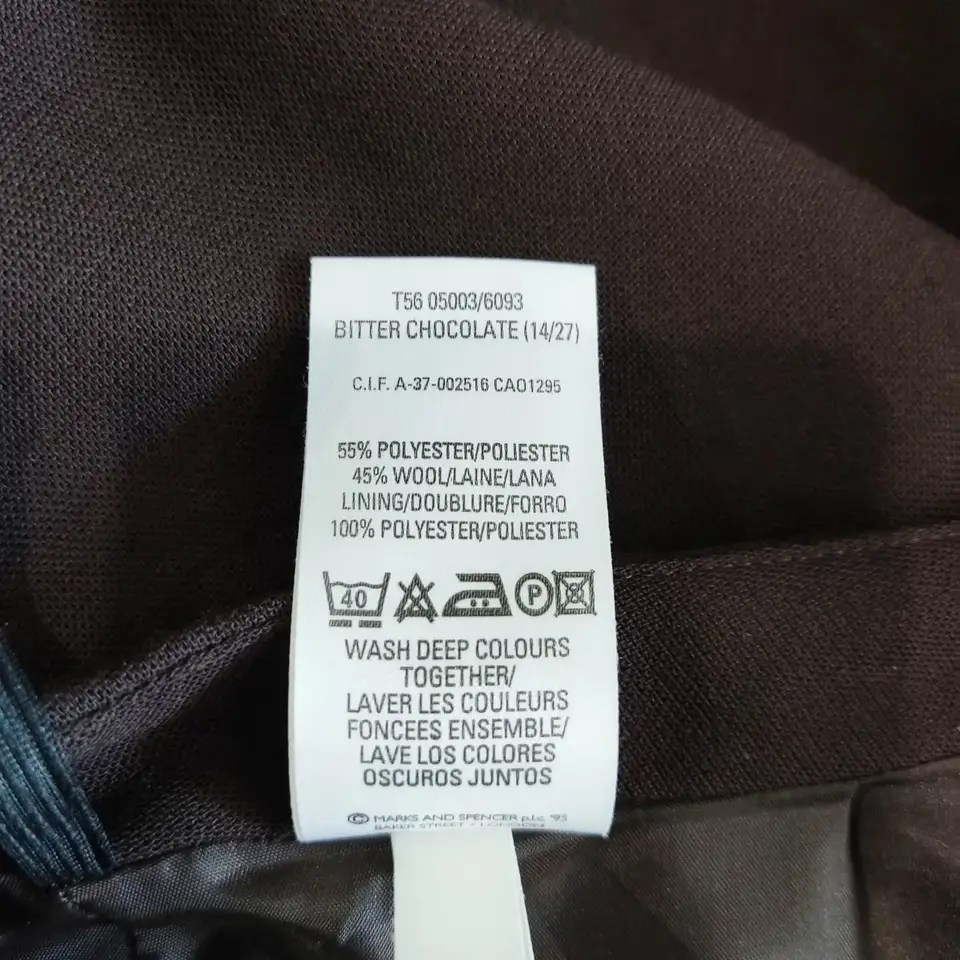 T56 05003/6093
BITTER CHOCOLATE (14/27)
C.I.F. A-37-002516 CA01295
55% POLYESTER/POLIESTER
45% WOOL/LAINE/LANA
LINING/DOUBLURE/FORRO
100% POLYESTER/POLIESTER
40 P
WASH DEEP COLOURS
TOGETHER/
LAVER LES COULEURS
FONCEES ENSEMBLE/
LAVE LOS COLORES
OSCUROS JUNTOS
© MARKS AND SPENCER p.l.c. '95
BAKER STREET • LONDON